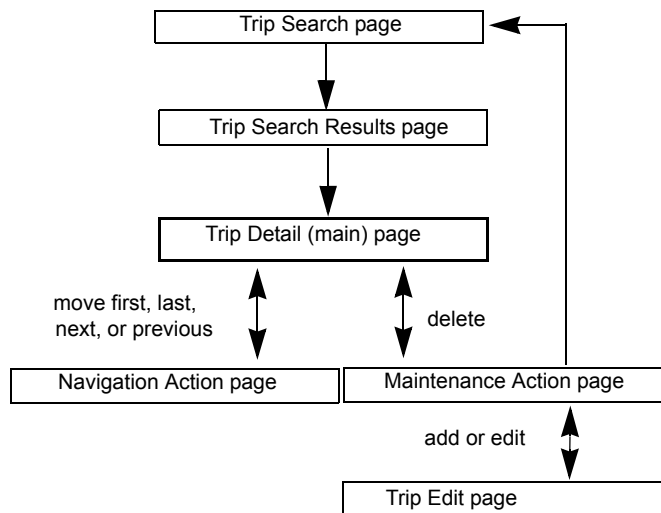 Trip Search page
Trip Search Results page
Trip Detail (main) page
move first, last,
next, or previous
delete
Navigation Action page
Maintenance Action page
add or edit
Trip Edit page